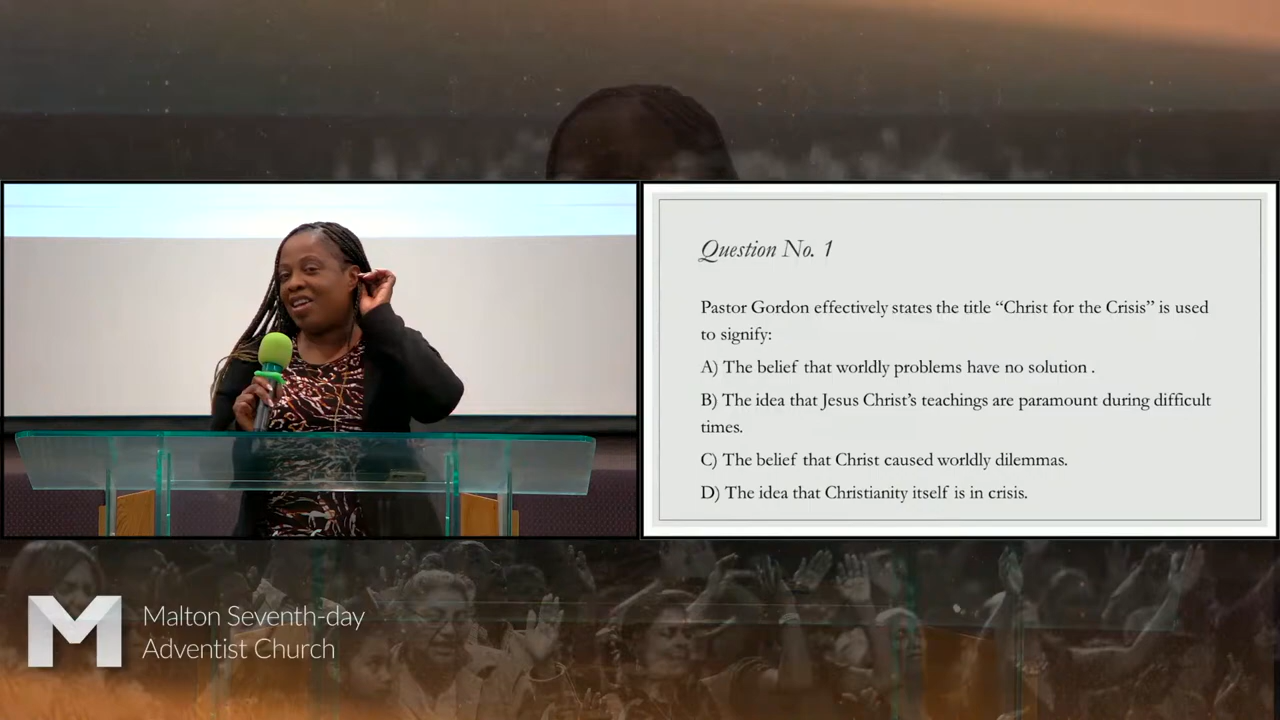 Question No. 1
Pastor Gordon effectively states the title “Christ for the Crisis” is used
to signify:
A) The belief that worldly problems have no solution .
B) The idea that Jesus Christ’s teachings are paramount during difficult
times.
C) The belief that Christ caused worldly dilemmas.
D) The idea that Christianity itself is in crisis.
M Malton Seventh-day
Adventist Church